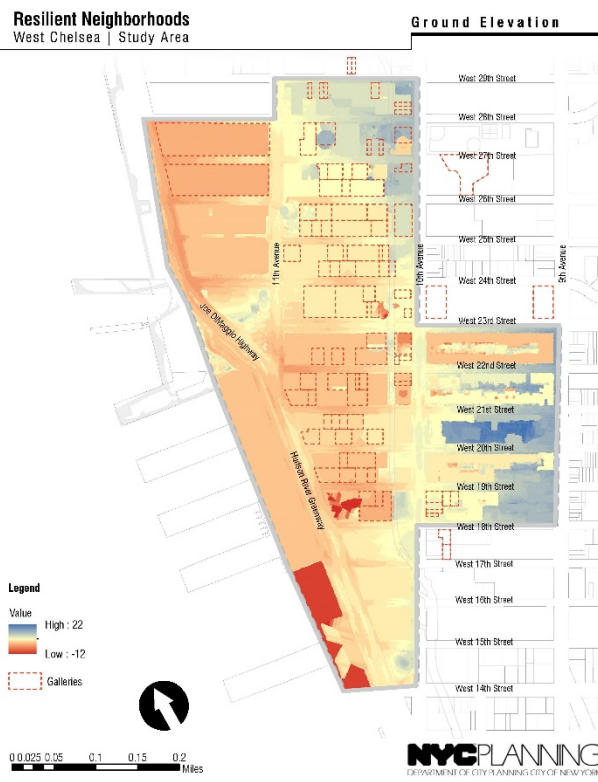 Resilient Neighborhoods
West Chelsea | Study Area
Ground Elevation
West 29th Street
West 28th Street
West 27th Street
West 26th Street
West 25th Street
11th Avenue
10th Avenue
9th Avenue
West 24th Street
West 23rd Street
Joe DiMaggio Highway
West 22nd Street
West 21st Street
West 20th Street
Hudson River Greenway
West 19th Street
West 18th Street
West 17th Street
West 16th Street
West 15th Street
West 14th Street
Legend
Value
High : 22
Low : -12
Galleries
0 0.025 0.05 0.1 0.15 0.2
Miles
NYCPLANNING
DEPARTMENT OF CITY PLANNING CITY OF NEW YORK